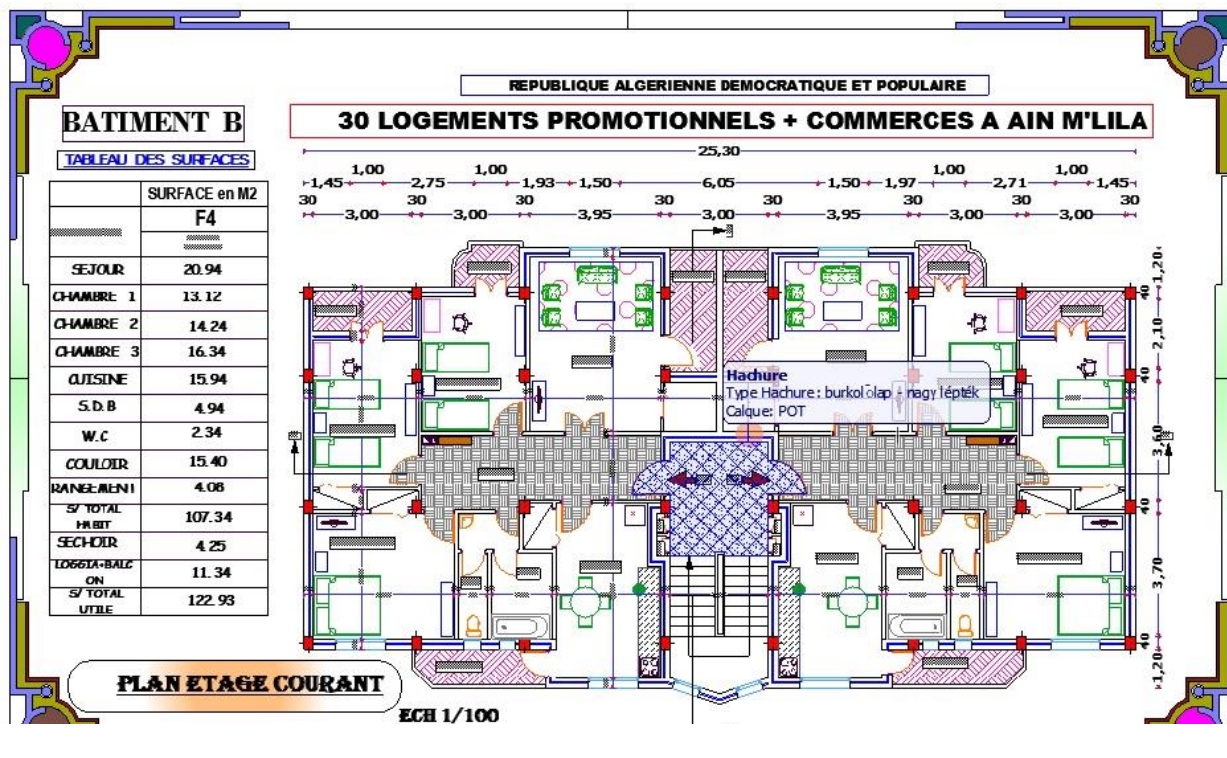 REPUBLIQUE ALGERIENNE DEMOCRATIQUE ET POPULAIRE
BATIMENT B
30 LOGEMENTS PROMOTIONNELS + COMMERCES A AIN M'LILA
TABLEAU DES SURFACES
SURFACE en M2
F4
SEJOUR 20.94
CHAMBRE 1 13.12
CHAMBRE 2 14.24
CHAMBRE 3 16.34
CUISINE 15.94
S.D.B 4.94
W.C 2.34
COULOIR 15.40
RANGEMENT 4.08
S/ TOTAL HABIT 107.34
SECHOIR 4.25
LOGGIA+BALCON 11.34
S/ TOTAL UTILE 122.93
25,30
1,00 1,00 1,00 1,00
1,45 2,75 1,93 1,50 6,05 1,50 1,97 2,71 1,45
30 30 30 30 30 30 30 30
3,00 3,00 3,95 3,00 3,95 3,00 3,00
1,20
40
2,10
40
3,60
40
3,70
40
1,20
Hachure
Type Hachure: burkolólap - nagy lépték
Calque: POT
PLAN ETAGE COURANT
ECH 1/100